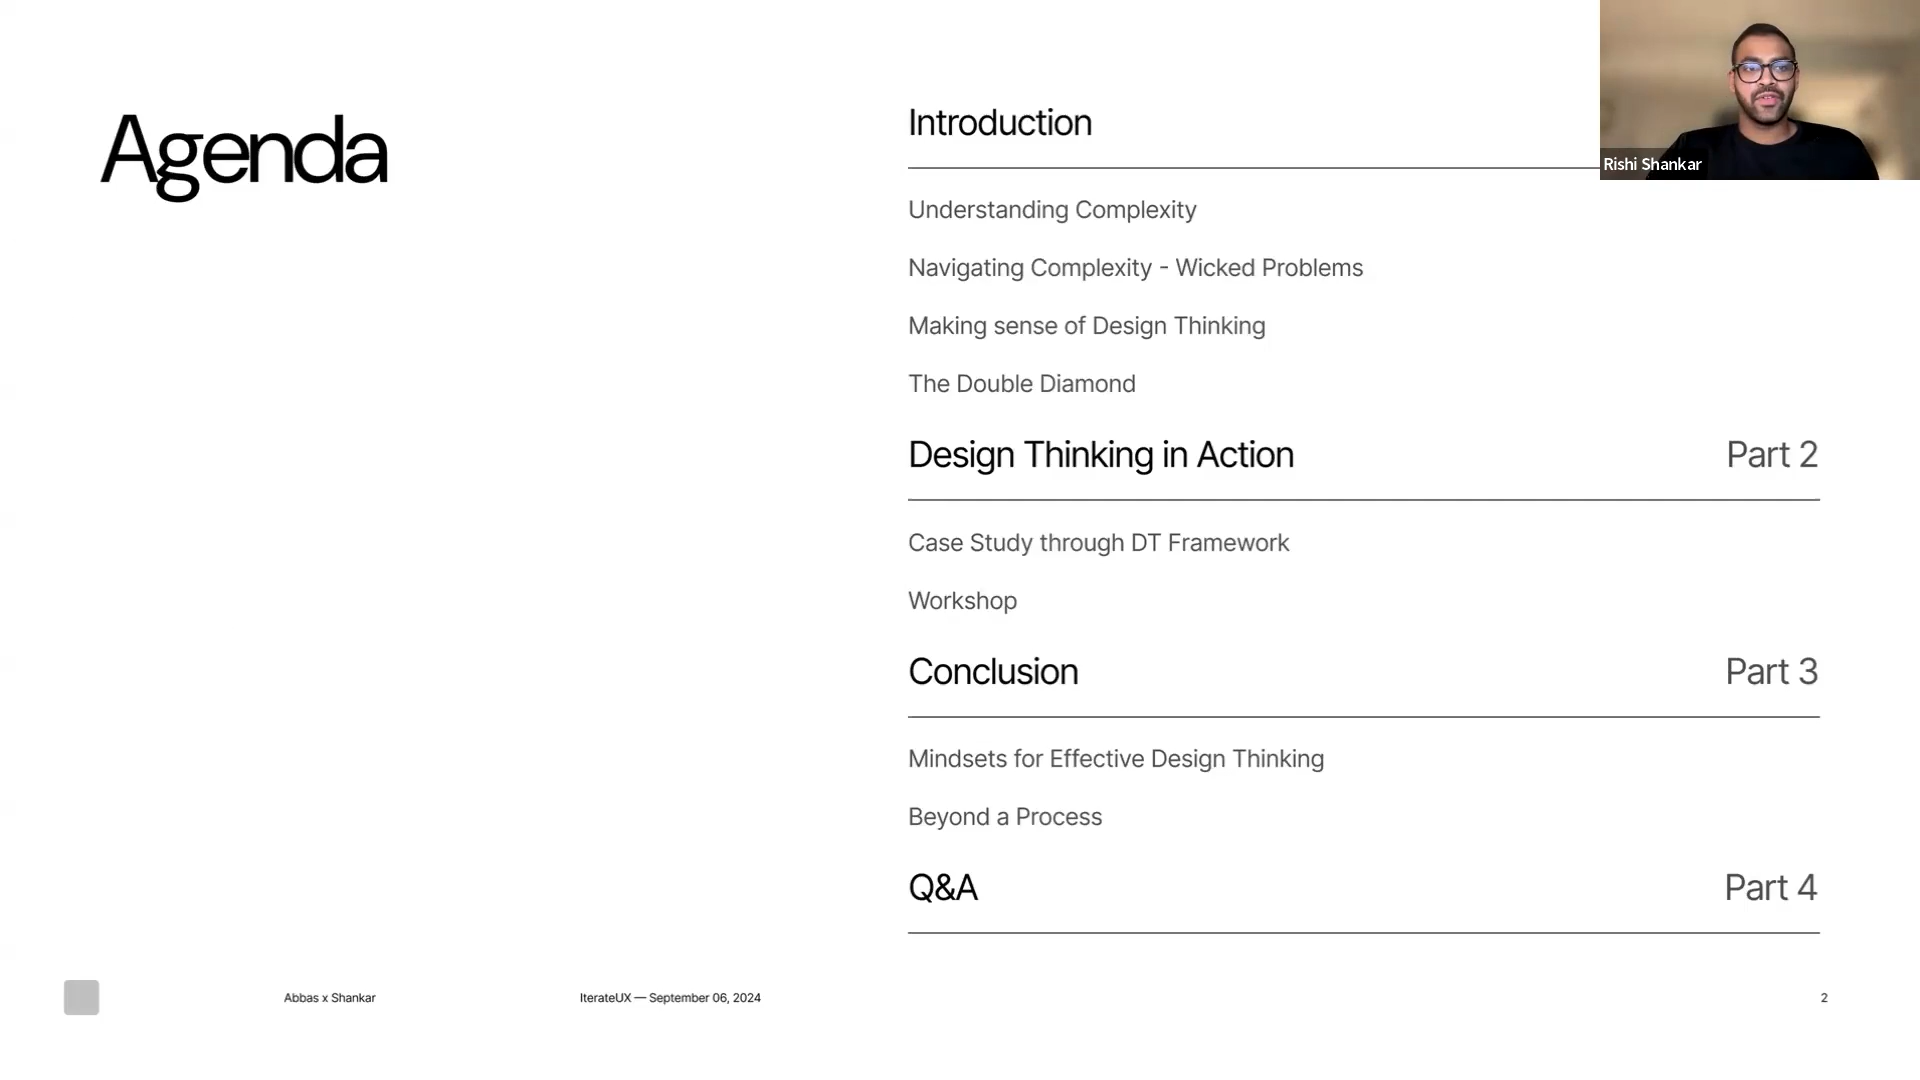 Agenda
Introduction
Rishi Shankar
Understanding Complexity
Navigating Complexity - Wicked Problems
Making sense of Design Thinking
The Double Diamond
Design Thinking in Action
Part 2
Case Study through DT Framework
Workshop
Conclusion
Part 3
Mindsets for Effective Design Thinking
Beyond a Process
Q&A
Part 4
Abbas x Shankar
IterateUX — September 06, 2024
2